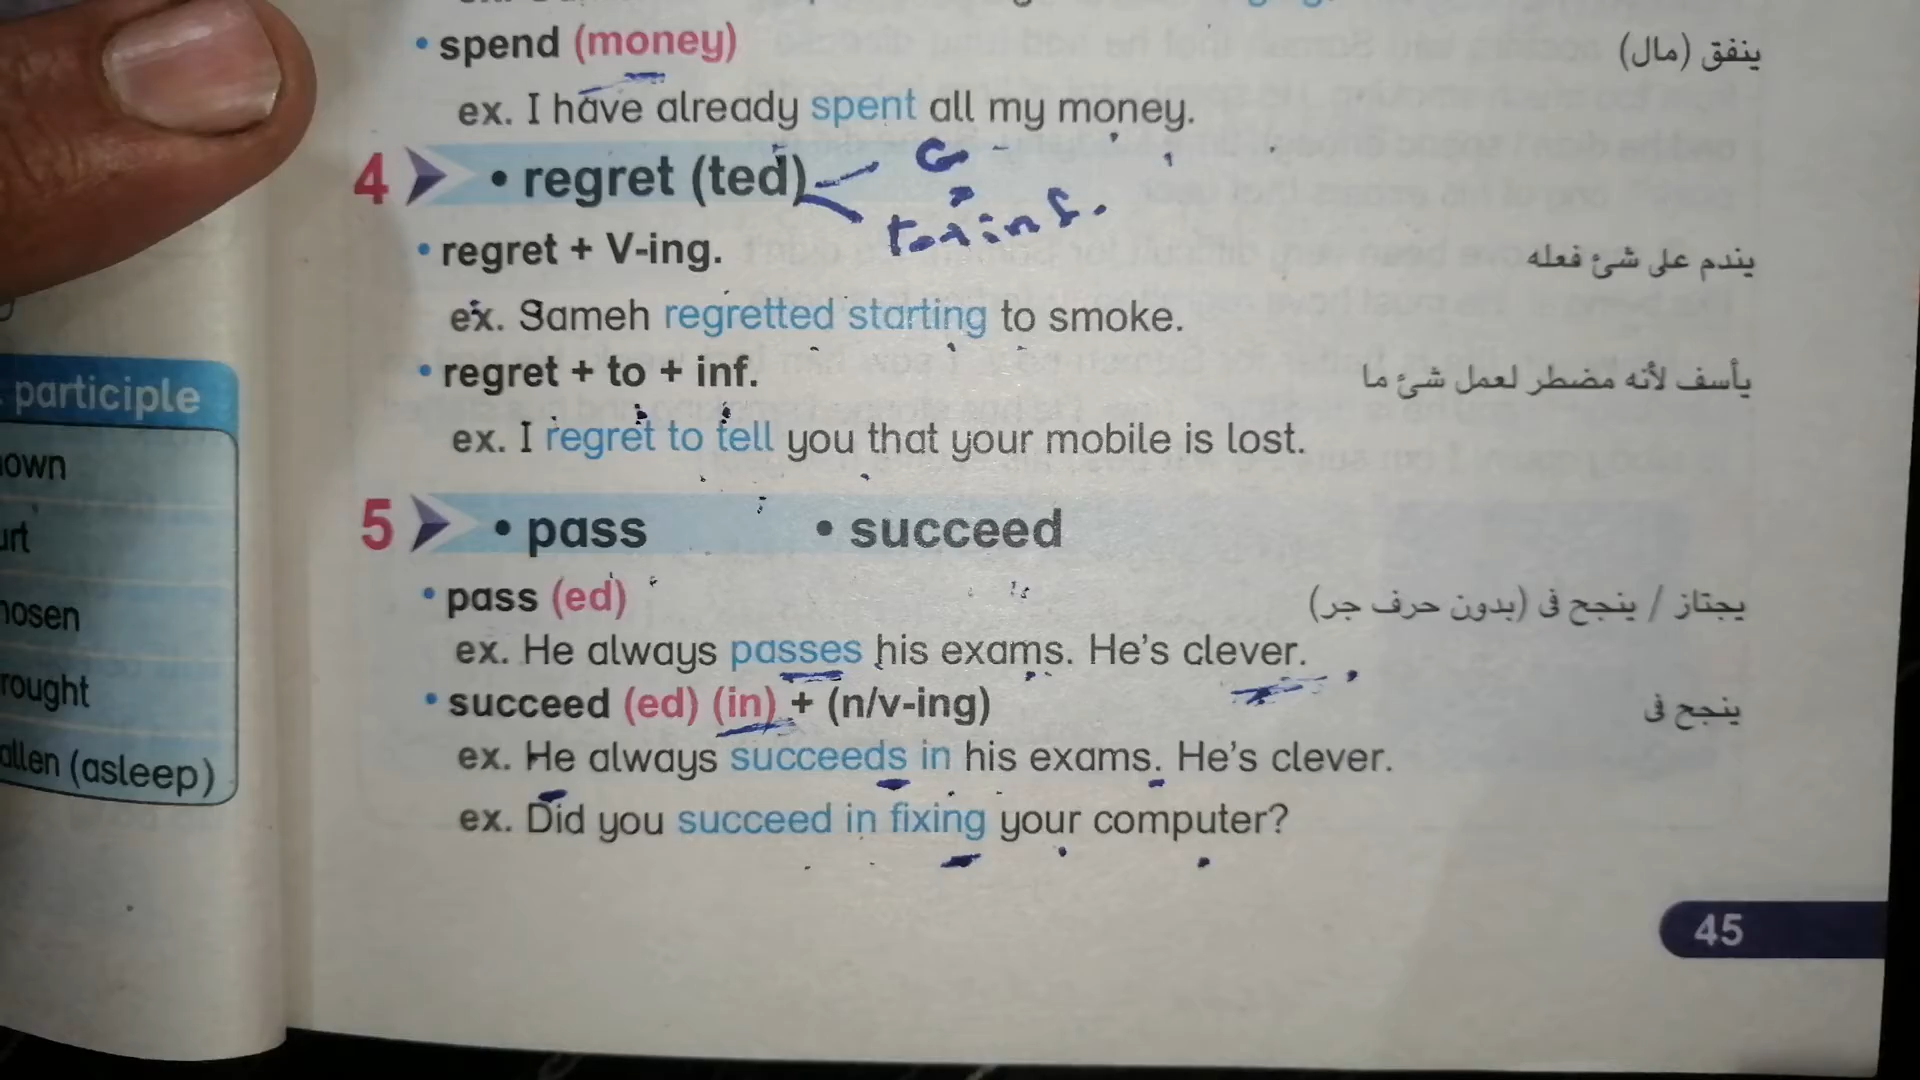 • spend (money) ينفق (مال)
ex. I have already spent all my money.
4 • regret (ted) G
to+inf.
• regret + V-ing. يندم على شئ فعله
ex. Sameh regretted starting to smoke.
• regret + to + inf. يأسف لأنه مضطر لعمل شئ ما
ex. I regret to tell you that your mobile is lost.
5 • pass • succeed
• pass (ed) يجتاز / ينجح فى (بدون حرف جر)
ex. He always passes his exams. He's clever.
• succeed (ed) (in) + (n/v-ing) ينجح فى
ex. He always succeeds in his exams. He's clever.
ex. Did you succeed in fixing your computer?
45
participle
own
urt
hosen
rought
allen (asleep)